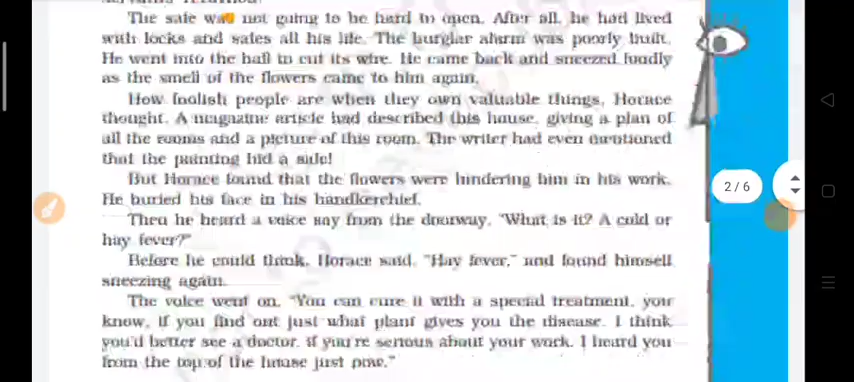 The safe was not going to be hard to open. After all, he had lived
with locks and safes all his life. The burglar alarm was poorly built.
He went into the hall to cut its wire. He came back and sneezed loudly
as the smell of the flowers came to him again.
How foolish people are when they own valuable things, Horace
thought. A magazine article had described this house, giving a plan of
all the rooms and a picture of this room. The writer had even mentioned
that the painting hid a safe!
But Horace found that the flowers were hindering him in his work.
He buried his face in his handkerchief.
Then he heard a voice say from the doorway, "What is it? A cold or
hay fever?"
Before he could think, Horace said, "Hay fever," and found himself
sneezing again.
The voice went on, "You can cure it with a special treatment, you
know, if you find out just what plant gives you the disease. I think
you'd better see a doctor, if you're serious about your work. I heard you
from the top of the house just now."
2 / 6